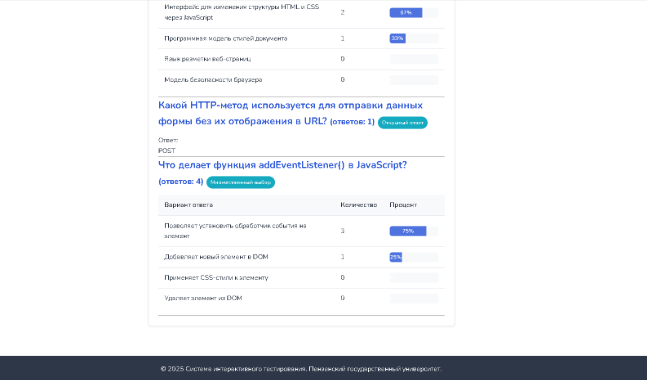 Интерфейс для изменения структуры HTML и CSS
через JavaScript
2
67%
Программная модель стилей документа
1
33%
Язык разметки веб-страниц
0
Модель безопасности браузера
0
Какой HTTP-метод используется для отправки данных
формы без их отображения в URL? (ответов: 1) Открытый ответ
Ответ:
POST
Что делает функция addEventListener() в JavaScript?
(ответов: 4) Множественный выбор
Вариант ответа Количество Процент
Позволяет установить обработчик события на
элемент
3
75%
Добавляет новый элемент в DOM
1
25%
Применяет CSS-стили к элементу
0
Удаляет элемент из DOM
0
© 2025 Система интерактивного тестирования. Пензенский государственный университет.